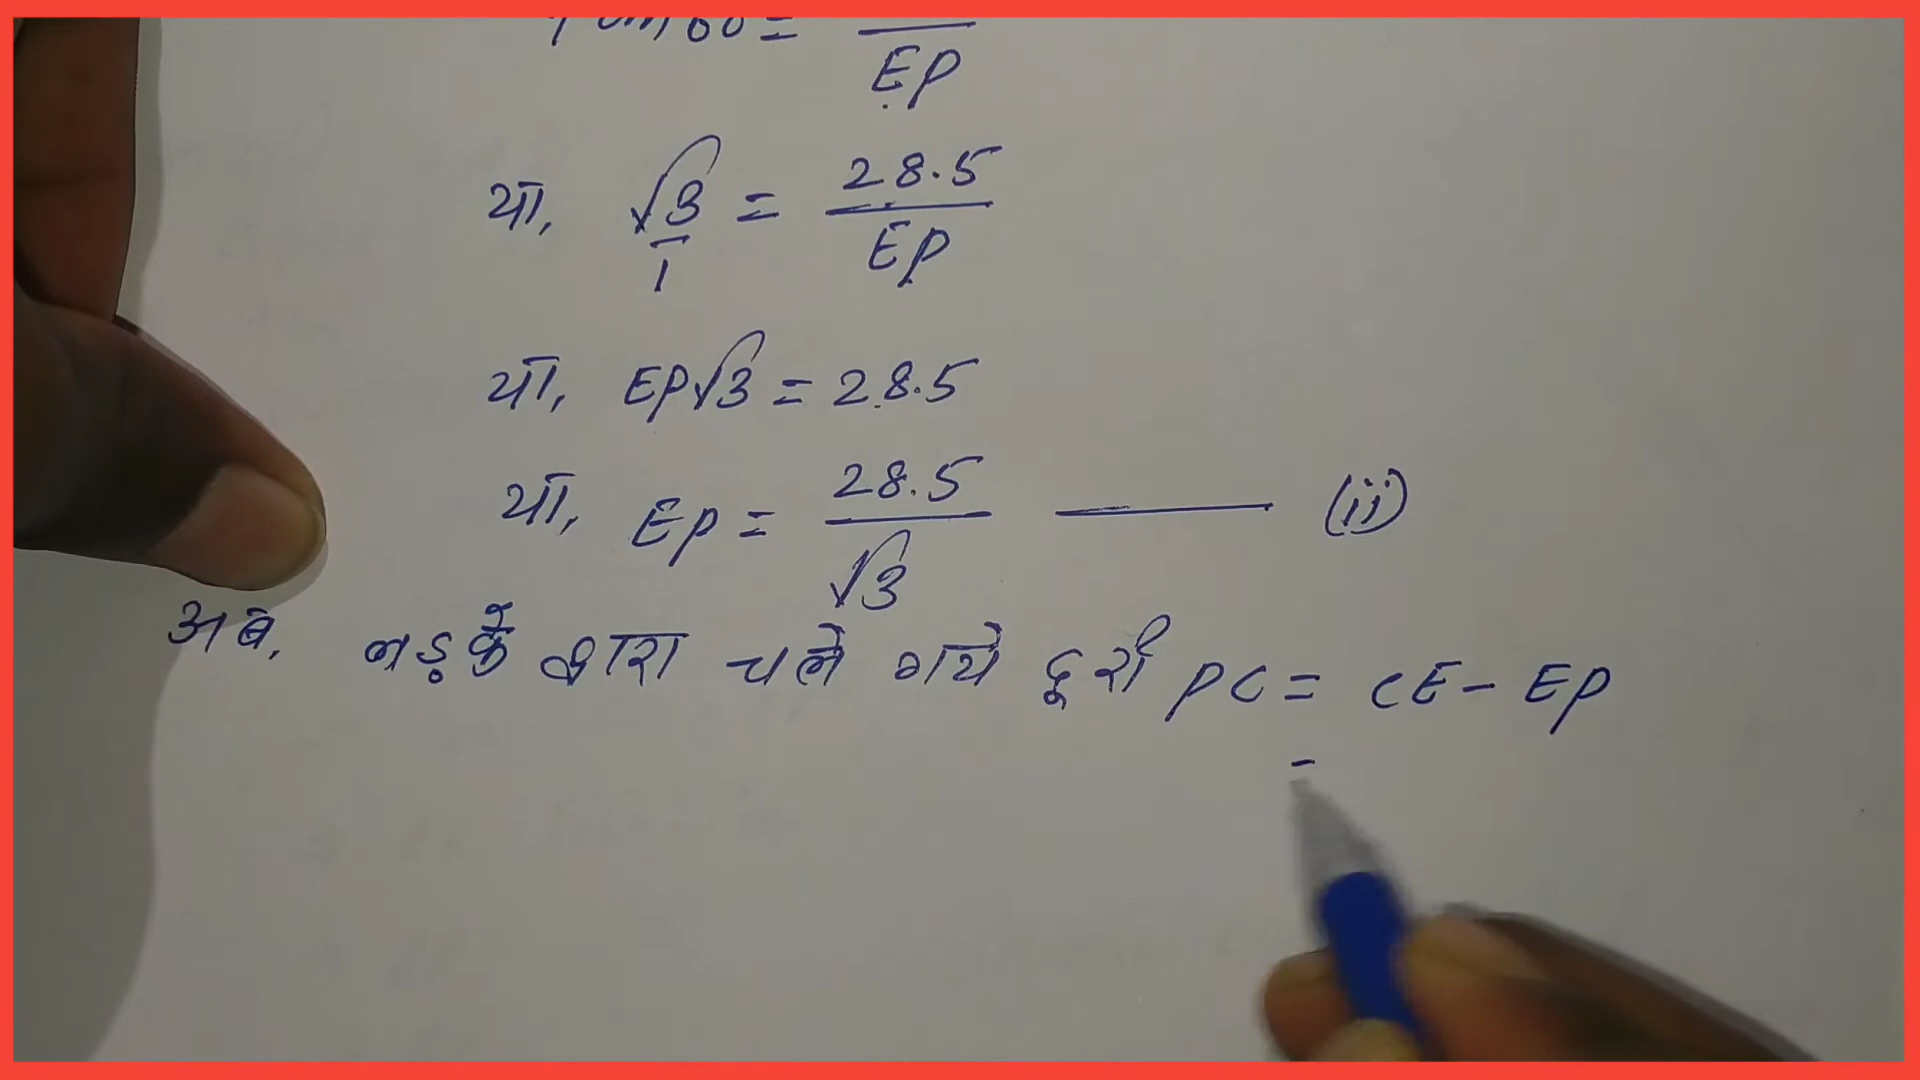 =
EP
या, √3/1 = 28.5/EP
या, EP√3 = 28.5
या, EP = 28.5/√3 ——— (ii)
अब, लड़के द्वारा चले गये दूरी PC = CE - EP